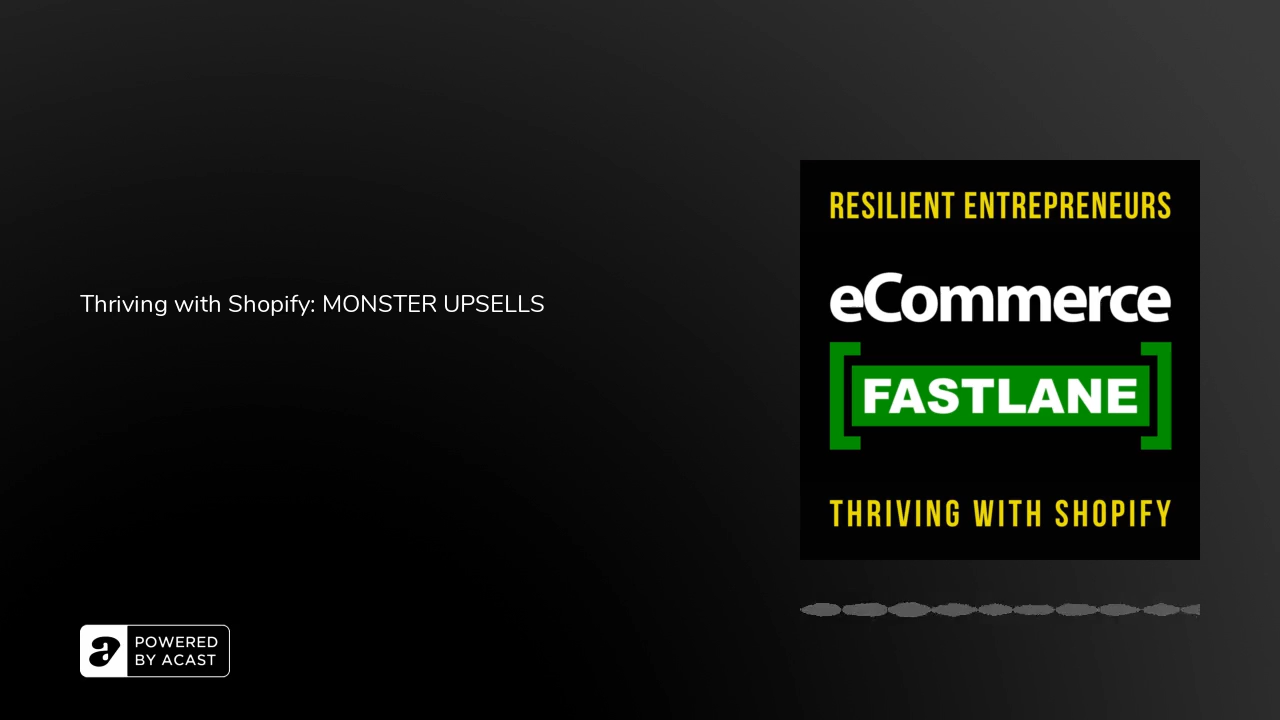 Thriving with Shopify: MONSTER UPSELLS
RESILIENT ENTREPRENEURS
eCommerce
FASTLANE
THRIVING WITH SHOPIFY
a
POWERED
BY ACAST